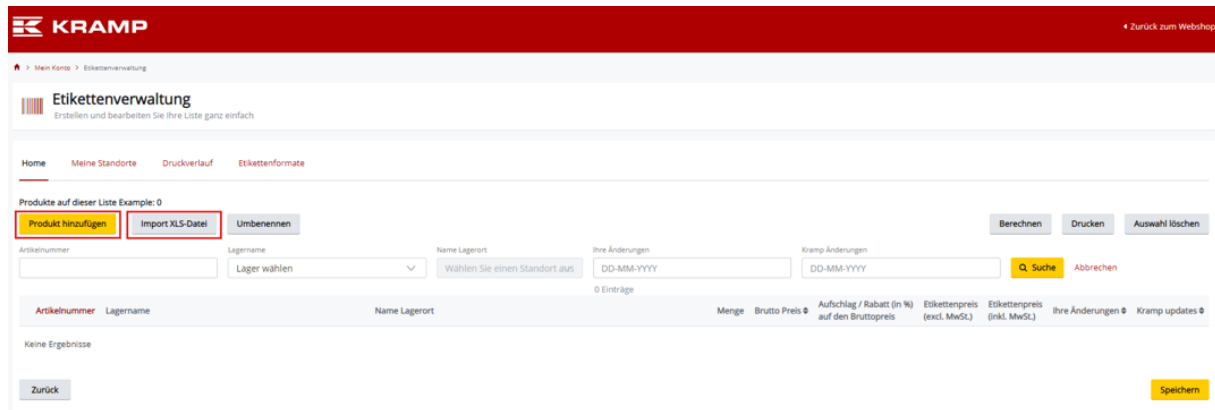 KRAMP
Zurück zum Webshop
> Mein Konto > Etikettenverwaltung
Etikettenverwaltung
Erstellen und bearbeiten Sie Ihre Liste ganz einfach
Home Meine Standorte Druckverlauf Etikettenformate
Produkte auf dieser Liste Example: 0
Produkt hinzufügen Import XLS-Datei Umbenennen Berechnen Drucken Auswahl löschen
Artikelnummer Lagername Name Lagerort Ihre Änderungen Kramp Änderungen
Lager wählen Wählen Sie einen Standort aus DD-MM-YYYY DD-MM-YYYY Suche Abbrechen
0 Einträge
Artikelnummer Lagername Name Lagerort Menge Brutto Preis Aufschlag / Rabatt (in %) Etikettenpreis Etikettenpreis Ihre Änderungen Kramp updates
auf den Bruttopreis (excl. MwSt.) (inkl. MwSt.)
Keine Ergebnisse
Zurück Speichern